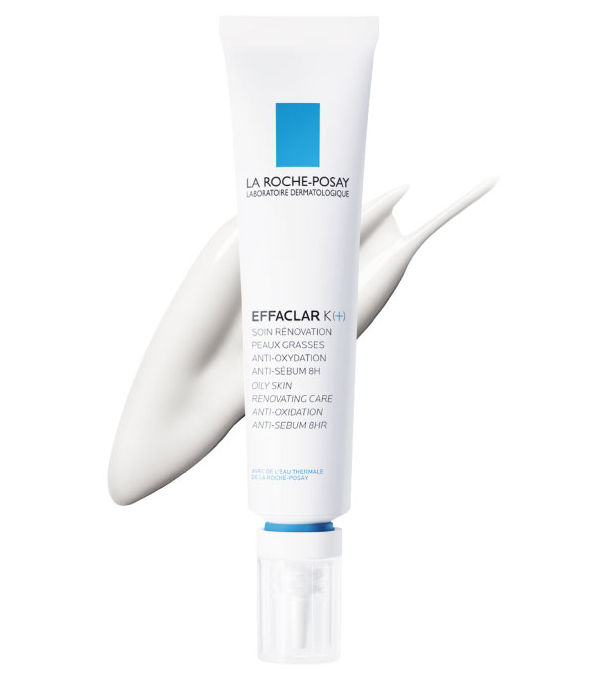 LA ROCHE-POSAY
LABORATOIRE DERMATOLOGIQUE
EFFACLAR K(+)
SOIN RÉNOVATION
PEAUX GRASSES
ANTI-OXYDATION
ANTI-SÉBUM 8H
OILY SKIN
RENOVATING CARE
ANTI-OXIDATION
ANTI-SEBUM 8HR
AVEC DE L'EAU THERMALE
DE LA ROCHE-POSAY